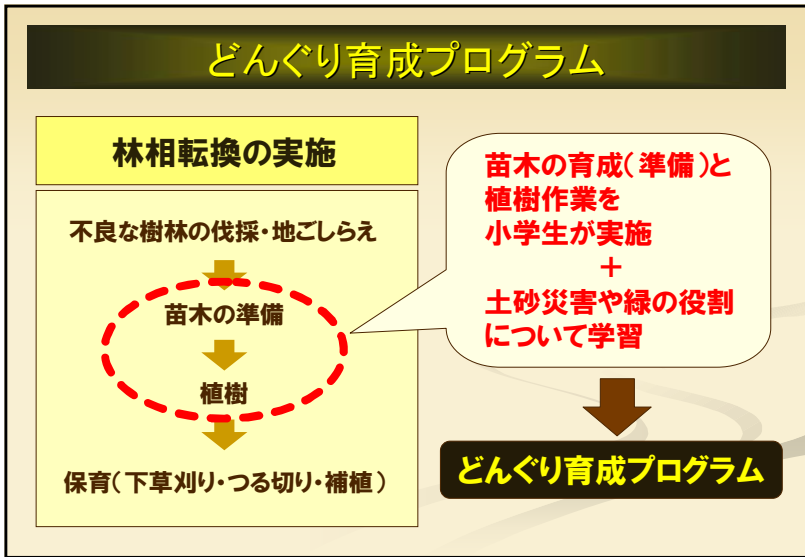 どんぐり育成プログラム
林相転換の実施
不良な樹林の伐採・地ごしらえ
苗木の準備
植樹
保育(下草刈り・つる切り・補植)
苗木の育成(準備)と
植樹作業を
小学生が実施
+
土砂災害や緑の役割
について学習
どんぐり育成プログラム